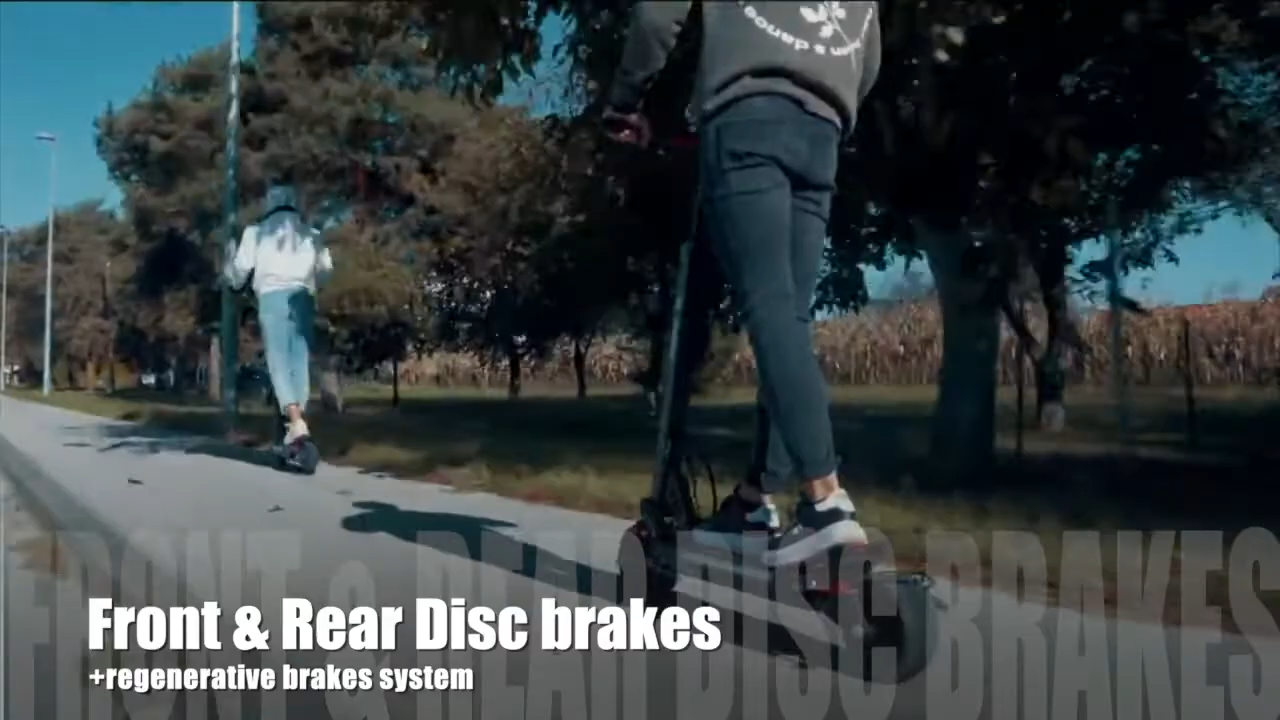 FRONT & REAR DISC BRAKES
Front & Rear Disc brakes
+regenerative brakes system